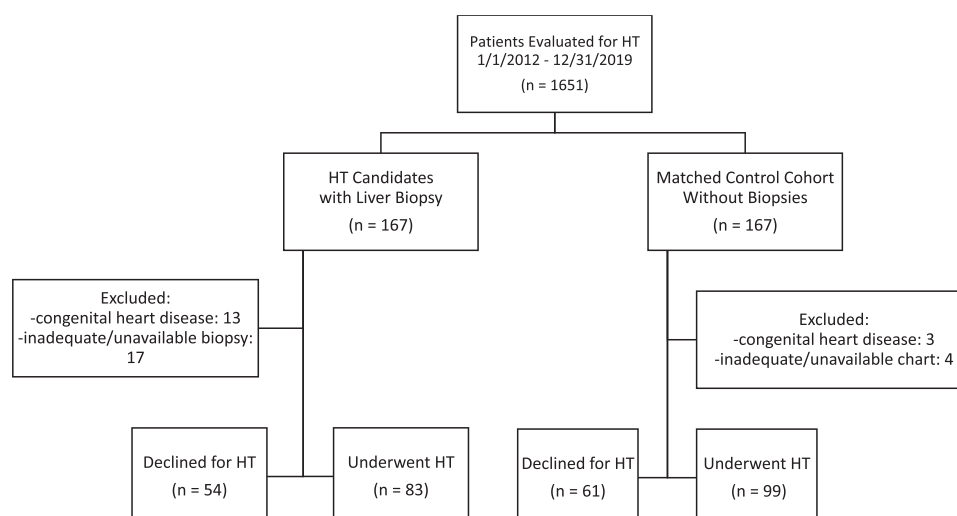 Patients Evaluated for HT
1/1/2012 - 12/31/2019
(n = 1651)
HT Candidates
with Liver Biopsy
(n = 167)
Matched Control Cohort
Without Biopsies
(n = 167)
Excluded:
-congenital heart disease: 13
-inadequate/unavailable biopsy:
17
Excluded:
-congenital heart disease: 3
-inadequate/unavailable chart: 4
Declined for HT
(n = 54)
Underwent HT
(n = 83)
Declined for HT
(n = 61)
Underwent HT
(n = 99)